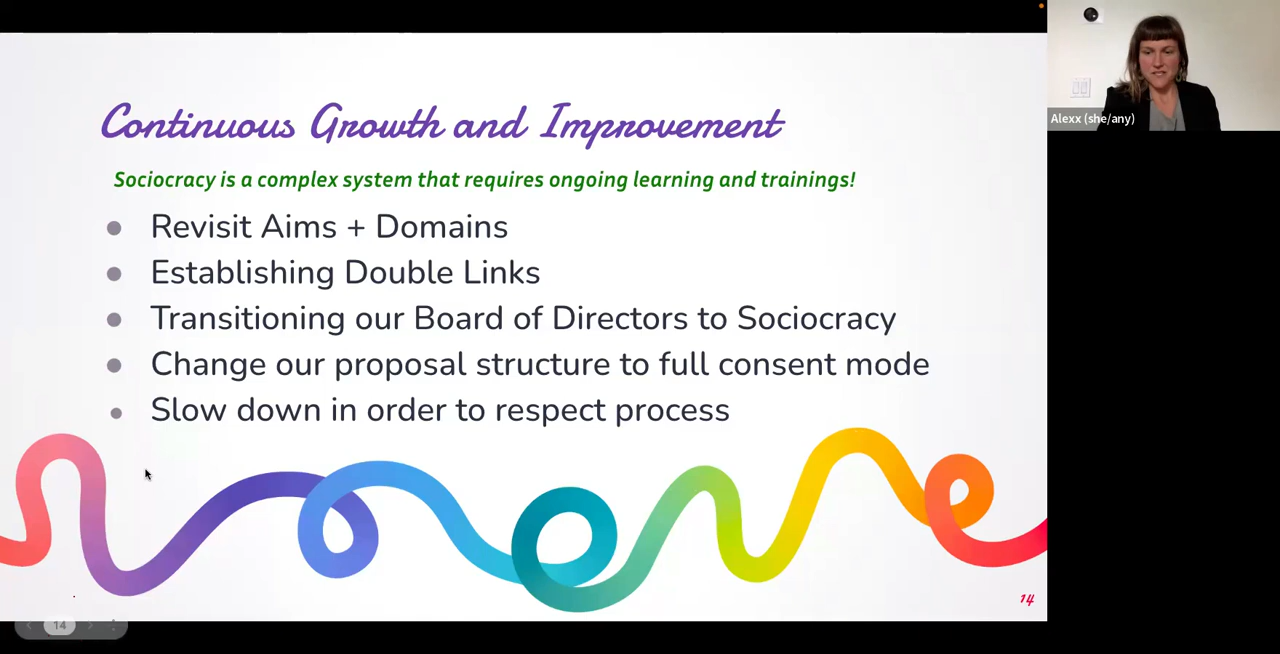 Continuous Growth and Improvement
Sociocracy is a complex system that requires ongoing learning and trainings!
Revisit Aims + Domains
Establishing Double Links
Transitioning our Board of Directors to Sociocracy
Change our proposal structure to full consent mode
Slow down in order to respect process
14
14
Alexx (she/any)